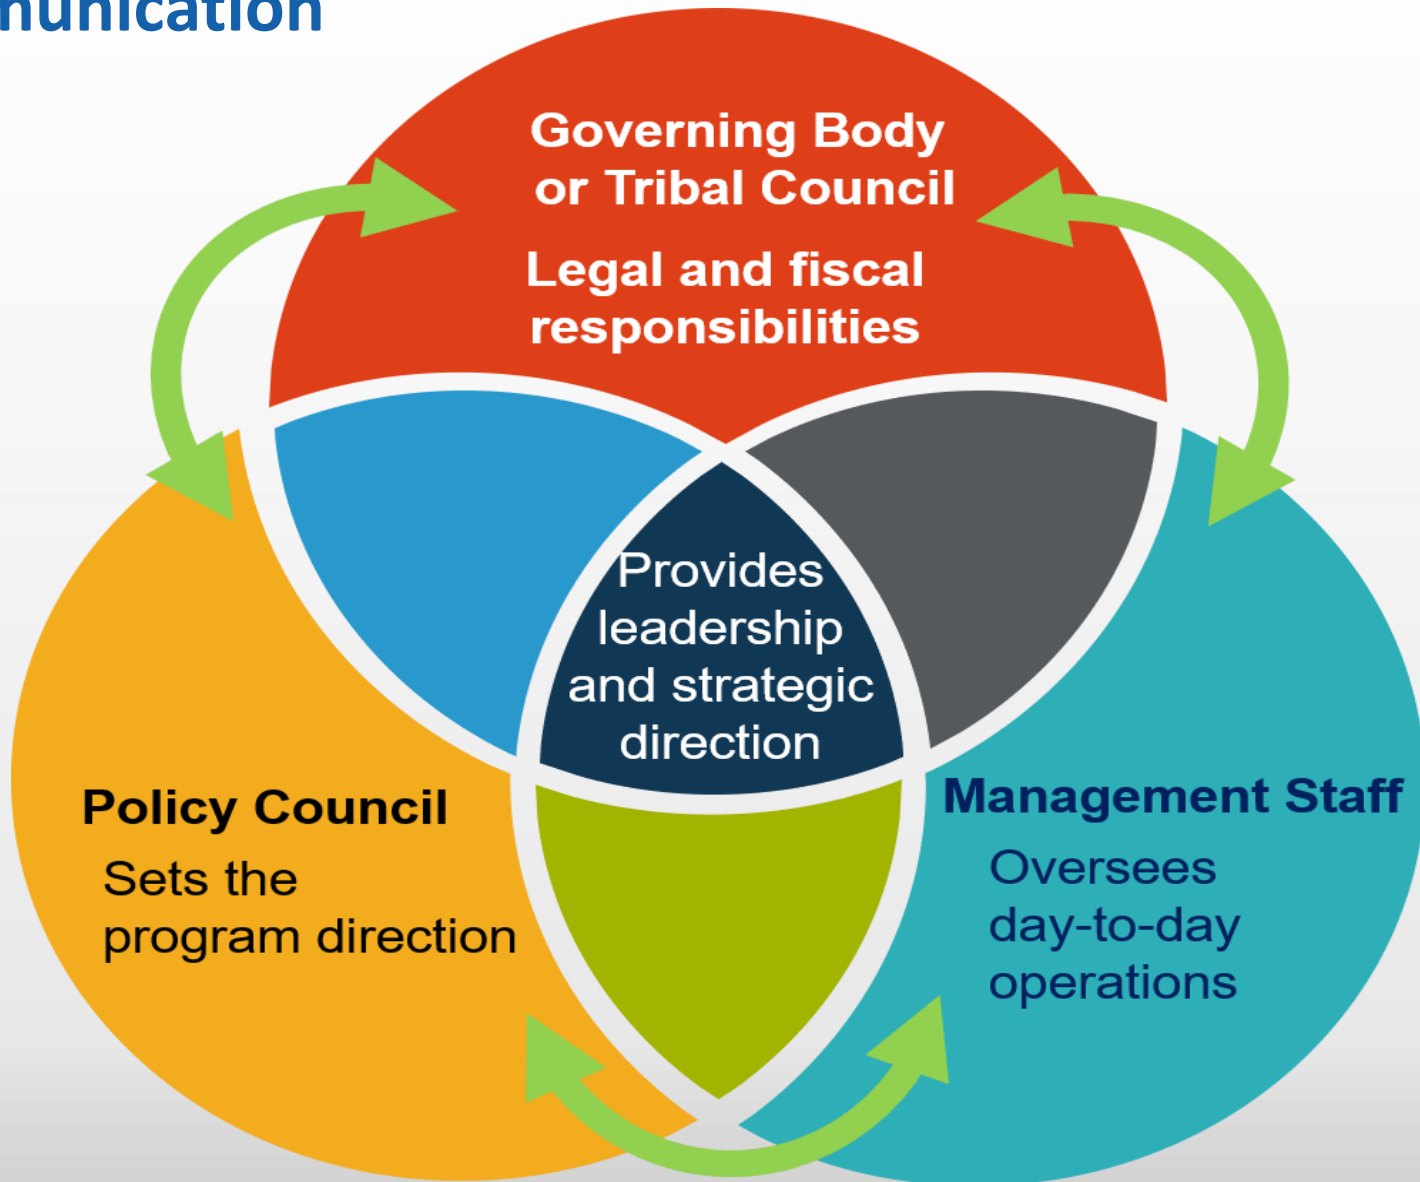 Governing Body
or Tribal Council
Legal and fiscal
responsibilities
Provides
leadership
and strategic
direction
Policy Council
Sets the
program direction
Management Staff
Oversees
day-to-day
operations